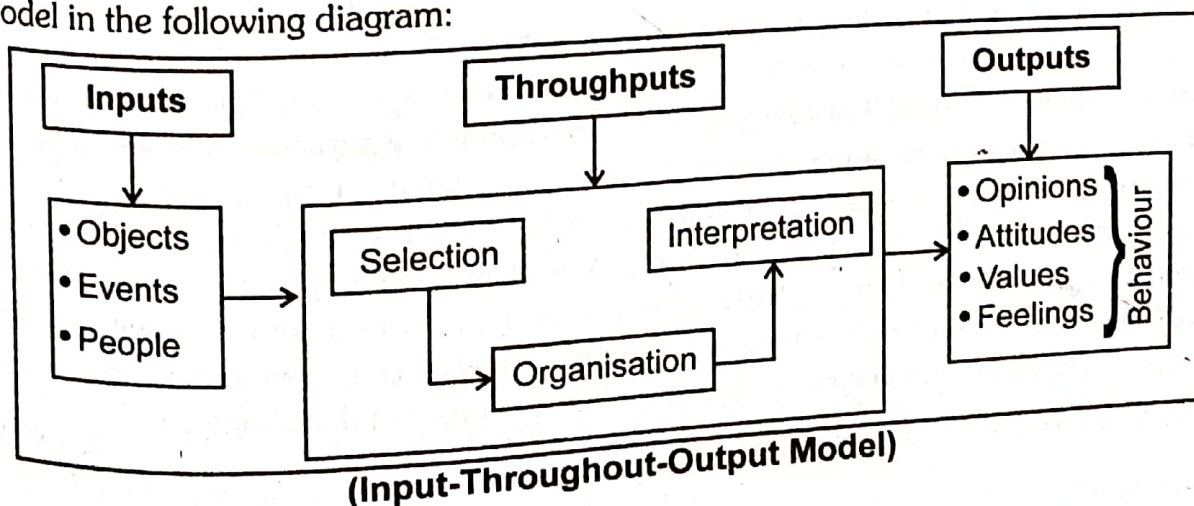 odel in the following diagram:
Inputs
Throughputs
Outputs
• Objects
• Events
• People
Selection
Organisation
Interpretation
• Opinions
• Attitudes
• Values
• Feelings
Behaviour
(Input-Throughout-Output Model)